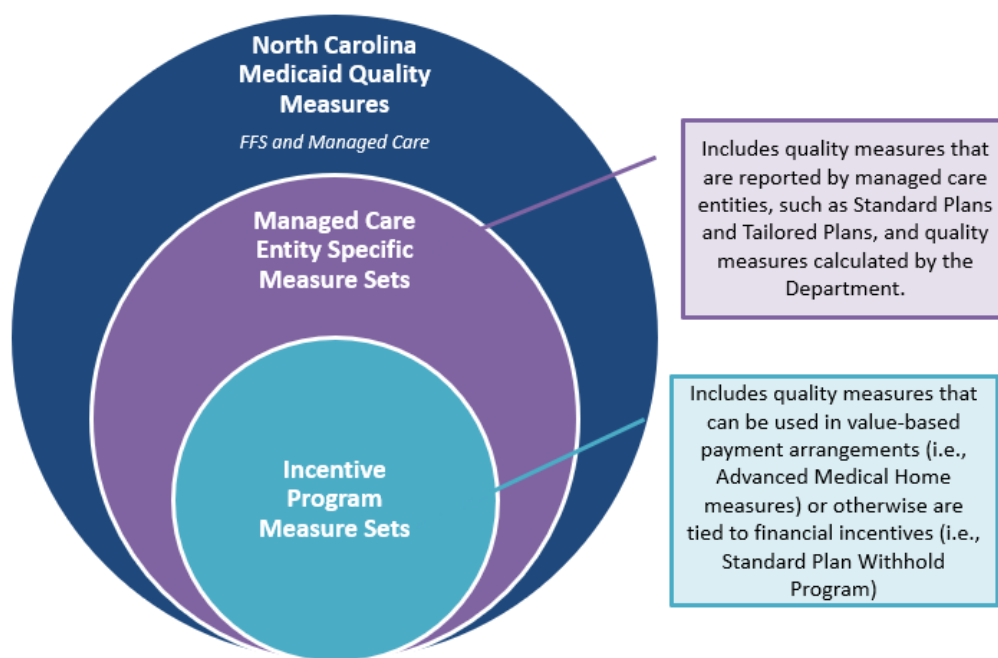 North Carolina
Medicaid Quality
Measures
FFS and Managed Care
Managed Care
Entity Specific
Measure Sets
Incentive
Program
Measure Sets
Includes quality measures that
are reported by managed care
entities, such as Standard Plans
and Tailored Plans, and quality
measures calculated by the
Department.
Includes quality measures that
can be used in value-based
payment arrangements (i.e.,
Advanced Medical Home
measures) or otherwise are
tied to financial incentives (i.e.,
Standard Plan Withhold
Program)